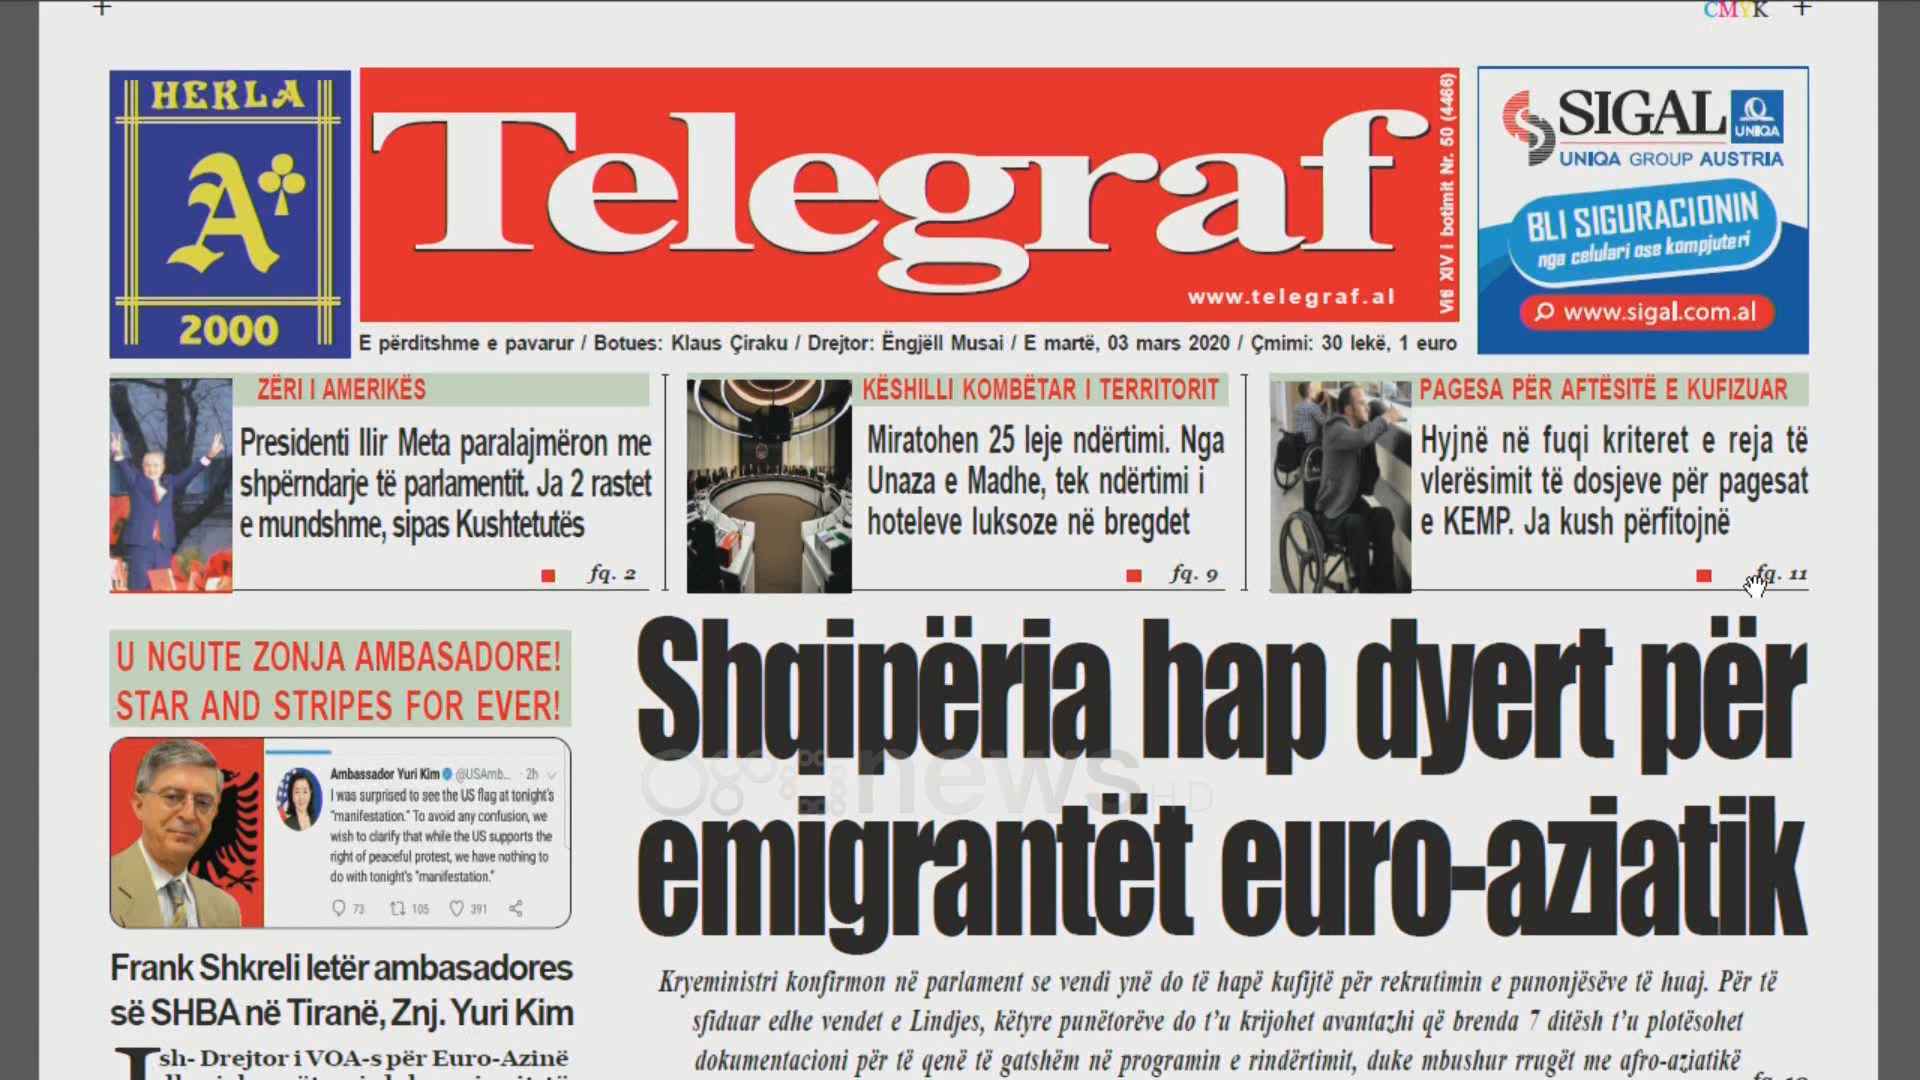 CMYK
HEKLA
A
2000
Telegraf
www.telegraf.al
Viti XIV i botimit Nr. 50 (4466)
SIGAL
UNIQA
UNIQA GROUP AUSTRIA
BLI SIGURACIONIN
nga celulari ose kompjuteri
www.sigal.com.al
E përditshme e pavarur / Botues: Klaus Çiraku / Drejtor: Ëngjëll Musai / E martë, 03 mars 2020 / Çmimi: 30 lekë, 1 euro
ZËRI I AMERIKËS
Presidenti Ilir Meta paralajmëron me
shpërndarje të parlamentit. Ja 2 rastet
e mundshme, sipas Kushtetutës
fq. 2
KËSHILLI KOMBËTAR I TERRITORIT
Miratohen 25 leje ndërtimi. Nga
Unaza e Madhe, tek ndërtimi i
hoteleve luksoze në bregdet
fq. 9
PAGESA PËR AFTËSITË E KUFIZUAR
Hyjnë në fuqi kriteret e reja të
vlerësimit të dosjeve për pagesat
e KEMP. Ja kush përfitojnë
fq. 11
U NGUTE ZONJA AMBASADORE!
STAR AND STRIPES FOR EVER!
Ambassador Yuri Kim @USAmb... · 2h
I was surprised to see the US flag at tonight's
"manifestation." To avoid any confusion, we
wish to clarify that while the US supports the
right of peaceful protest, we have nothing to
do with tonight's "manifestation."
73 105 391
Frank Shkreli letër ambasadores
së SHBA në Tiranë, Znj. Yuri Kim
Ish- Drejtor i VOA-s për Euro-Azinë
Shqipëria hap dyert për
emigrantët euro-aziatik
news HD
Kryeministri konfirmon në parlament se vendi ynë do të hapë kufijtë për rekrutimin e punonjësëve të huaj. Për të
sfiduar edhe vendet e Lindjes, këtyre punëtorëve do t'u krijohet avantazhi që brenda 7 ditësh t'u plotësohet
dokumentacioni për të qenë të gatshëm në programin e rindërtimit, duke mbushur rrugët me afro-aziatikë